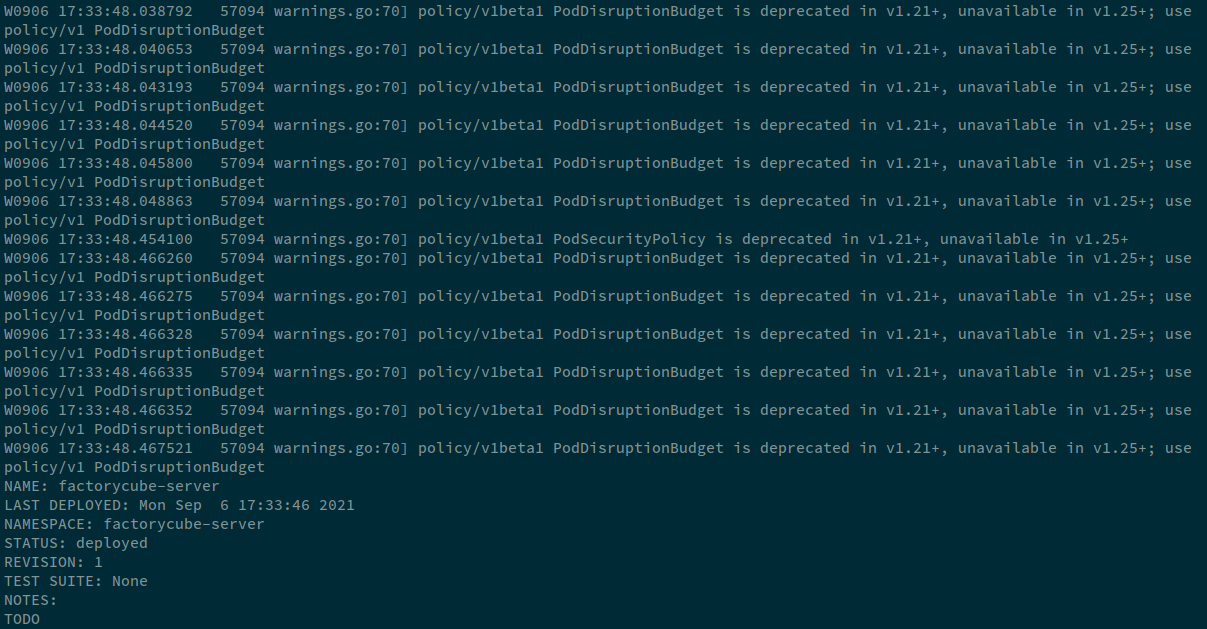 W0906 17:33:48.038792   57094 warnings.go:70] policy/v1beta1 PodDisruptionBudget is deprecated in v1.21+, unavailable in v1.25+; use
policy/v1 PodDisruptionBudget
W0906 17:33:48.040653   57094 warnings.go:70] policy/v1beta1 PodDisruptionBudget is deprecated in v1.21+, unavailable in v1.25+; use
policy/v1 PodDisruptionBudget
W0906 17:33:48.043193   57094 warnings.go:70] policy/v1beta1 PodDisruptionBudget is deprecated in v1.21+, unavailable in v1.25+; use
policy/v1 PodDisruptionBudget
W0906 17:33:48.044520   57094 warnings.go:70] policy/v1beta1 PodDisruptionBudget is deprecated in v1.21+, unavailable in v1.25+; use
policy/v1 PodDisruptionBudget
W0906 17:33:48.045800   57094 warnings.go:70] policy/v1beta1 PodDisruptionBudget is deprecated in v1.21+, unavailable in v1.25+; use
policy/v1 PodDisruptionBudget
W0906 17:33:48.048863   57094 warnings.go:70] policy/v1beta1 PodDisruptionBudget is deprecated in v1.21+, unavailable in v1.25+; use
policy/v1 PodDisruptionBudget
W0906 17:33:48.454100   57094 warnings.go:70] policy/v1beta1 PodSecurityPolicy is deprecated in v1.21+, unavailable in v1.25+
W0906 17:33:48.466260   57094 warnings.go:70] policy/v1beta1 PodDisruptionBudget is deprecated in v1.21+, unavailable in v1.25+; use
policy/v1 PodDisruptionBudget
W0906 17:33:48.466275   57094 warnings.go:70] policy/v1beta1 PodDisruptionBudget is deprecated in v1.21+, unavailable in v1.25+; use
policy/v1 PodDisruptionBudget
W0906 17:33:48.466328   57094 warnings.go:70] policy/v1beta1 PodDisruptionBudget is deprecated in v1.21+, unavailable in v1.25+; use
policy/v1 PodDisruptionBudget
W0906 17:33:48.466335   57094 warnings.go:70] policy/v1beta1 PodDisruptionBudget is deprecated in v1.21+, unavailable in v1.25+; use
policy/v1 PodDisruptionBudget
W0906 17:33:48.466352   57094 warnings.go:70] policy/v1beta1 PodDisruptionBudget is deprecated in v1.21+, unavailable in v1.25+; use
policy/v1 PodDisruptionBudget
W0906 17:33:48.467521   57094 warnings.go:70] policy/v1beta1 PodDisruptionBudget is deprecated in v1.21+, unavailable in v1.25+; use
policy/v1 PodDisruptionBudget
NAME: factorycube-server
LAST DEPLOYED: Mon Sep  6 17:33:46 2021
NAMESPACE: factorycube-server
STATUS: deployed
REVISION: 1
TEST SUITE: None
NOTES:
TODO